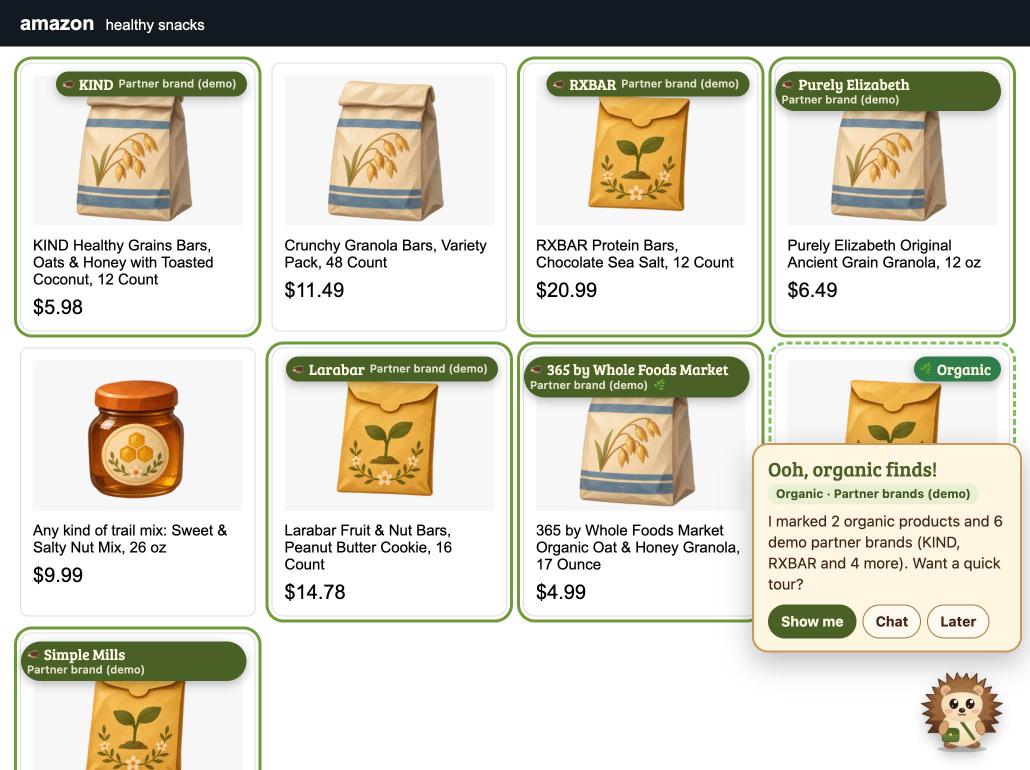 amazon healthy snacks
KIND Partner brand (demo)
RXBAR Partner brand (demo)
Purely Elizabeth
Partner brand (demo)
KIND Healthy Grains Bars,
Oats & Honey with Toasted
Coconut, 12 Count
$5.98
Crunchy Granola Bars, Variety
Pack, 48 Count
$11.49
RXBAR Protein Bars,
Chocolate Sea Salt, 12 Count
$20.99
Purely Elizabeth Original
Ancient Grain Granola, 12 oz
$6.49
Larabar Partner brand (demo)
365 by Whole Foods Market
Partner brand (demo)
Organic
Any kind of trail mix: Sweet &
Salty Nut Mix, 26 oz
$9.99
Larabar Fruit & Nut Bars,
Peanut Butter Cookie, 16
Count
$14.78
365 by Whole Foods Market
Organic Oat & Honey Granola,
17 Ounce
$4.99
Ooh, organic finds!
Organic · Partner brands (demo)
I marked 2 organic products and 6
demo partner brands (KIND,
RXBAR and 4 more). Want a quick
tour?
Show me Chat Later
Simple Mills
Partner brand (demo)